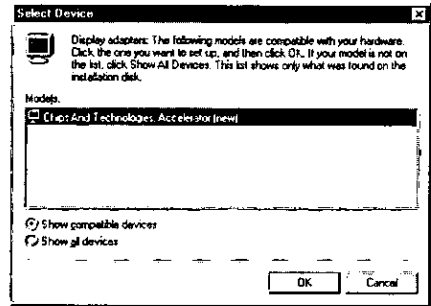 Select Device
Display adapters: The following models are compatible with your hardware.
Click the one you want to set up, and then click OK. If your model is not on
the list, click Show All Devices. This list shows only what was found on the
installation disk.
Models:
Chips And Technologies, Accelerator (new)
Show compatible devices
Show all devices
OK
Cancel